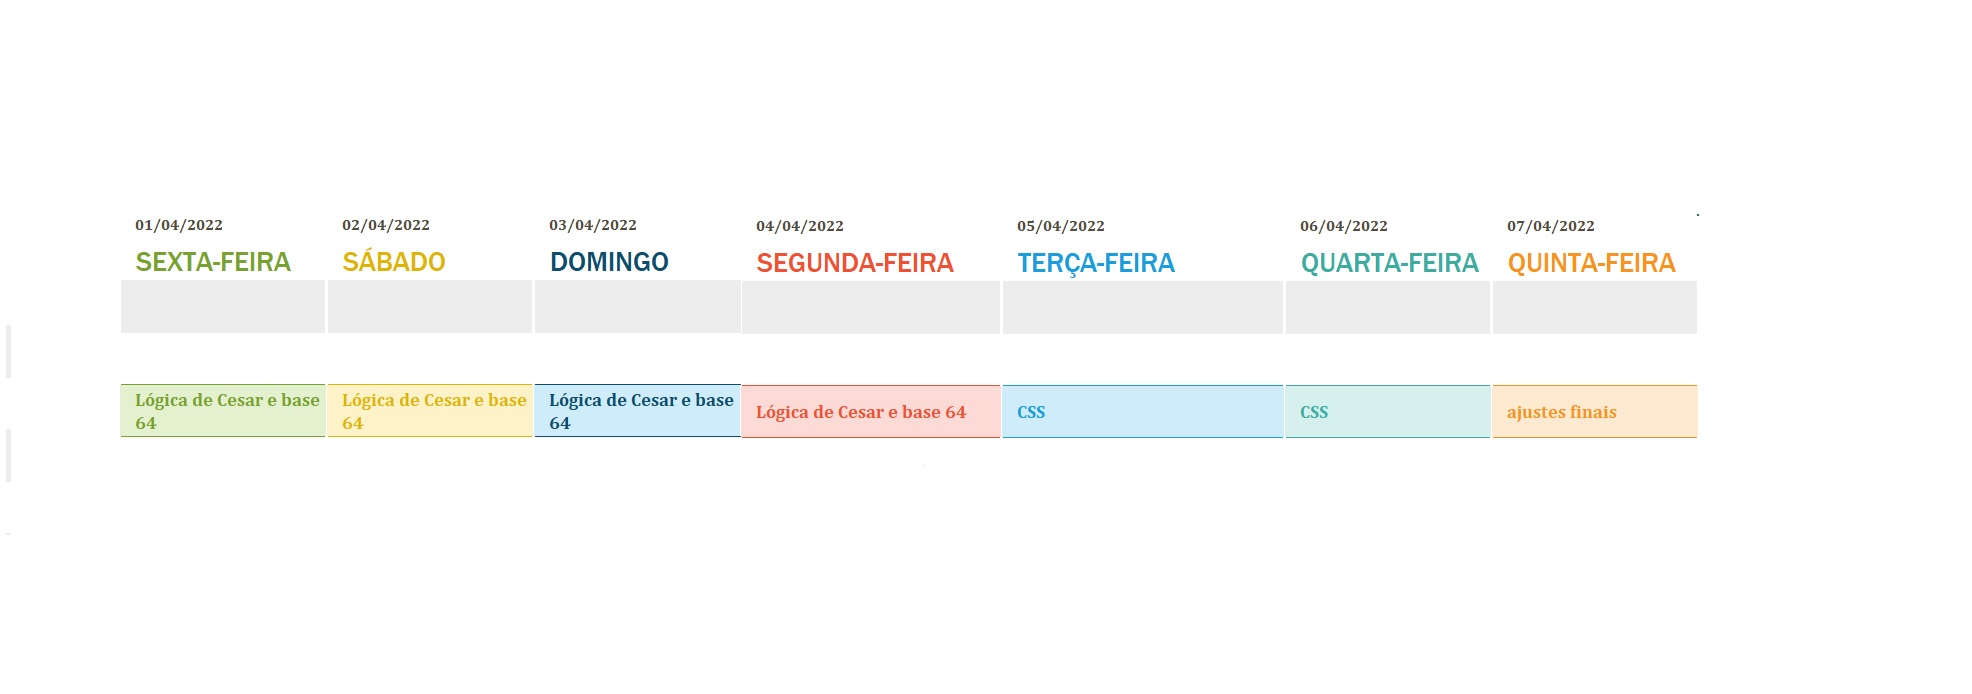 01/04/2022
02/04/2022
03/04/2022
04/04/2022
05/04/2022
06/04/2022
07/04/2022
SEXTA-FEIRA
SÁBADO
DOMINGO
SEGUNDA-FEIRA
TERÇA-FEIRA
QUARTA-FEIRA
QUINTA-FEIRA
Lógica de Cesar e base
64
Lógica de Cesar e base
64
Lógica de Cesar e base
64
Lógica de Cesar e base 64
CSS
CSS
ajustes finais